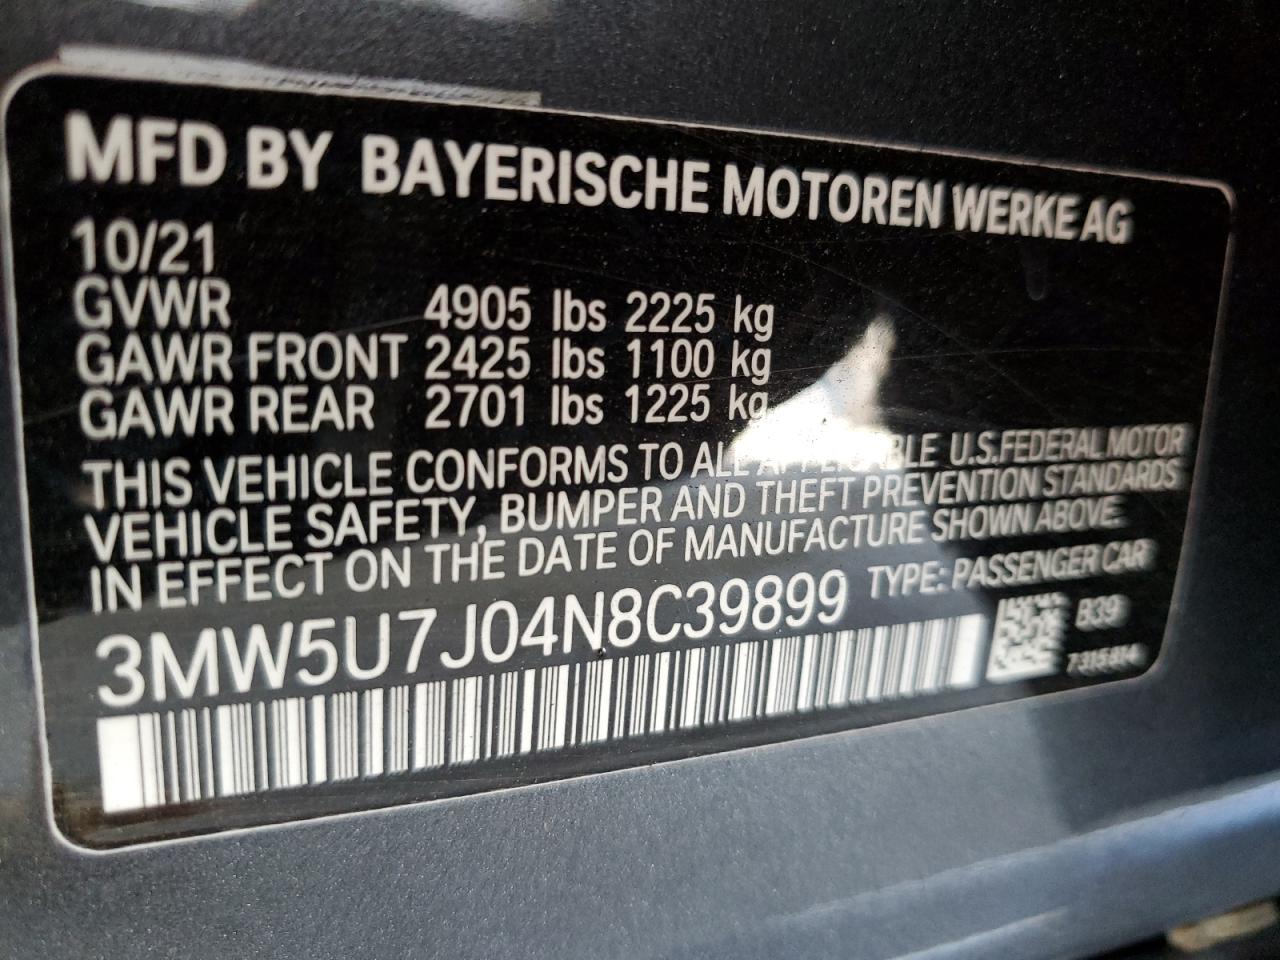 MFD BY BAYERISCHE MOTOREN WERKE AG
10/21
GVWR 4905 lbs 2225 kg
GAWR FRONT 2425 lbs 1100 kg
GAWR REAR 2701 lbs 1225 kg
THIS VEHICLE CONFORMS TO ALL APPLICABLE U.S.FEDERAL MOTOR
VEHICLE SAFETY, BUMPER AND THEFT PREVENTION STANDARDS
IN EFFECT ON THE DATE OF MANUFACTURE SHOWN ABOVE.
3MW5U7J04N8C39899 TYPE: PASSENGER CAR
B39
7315814